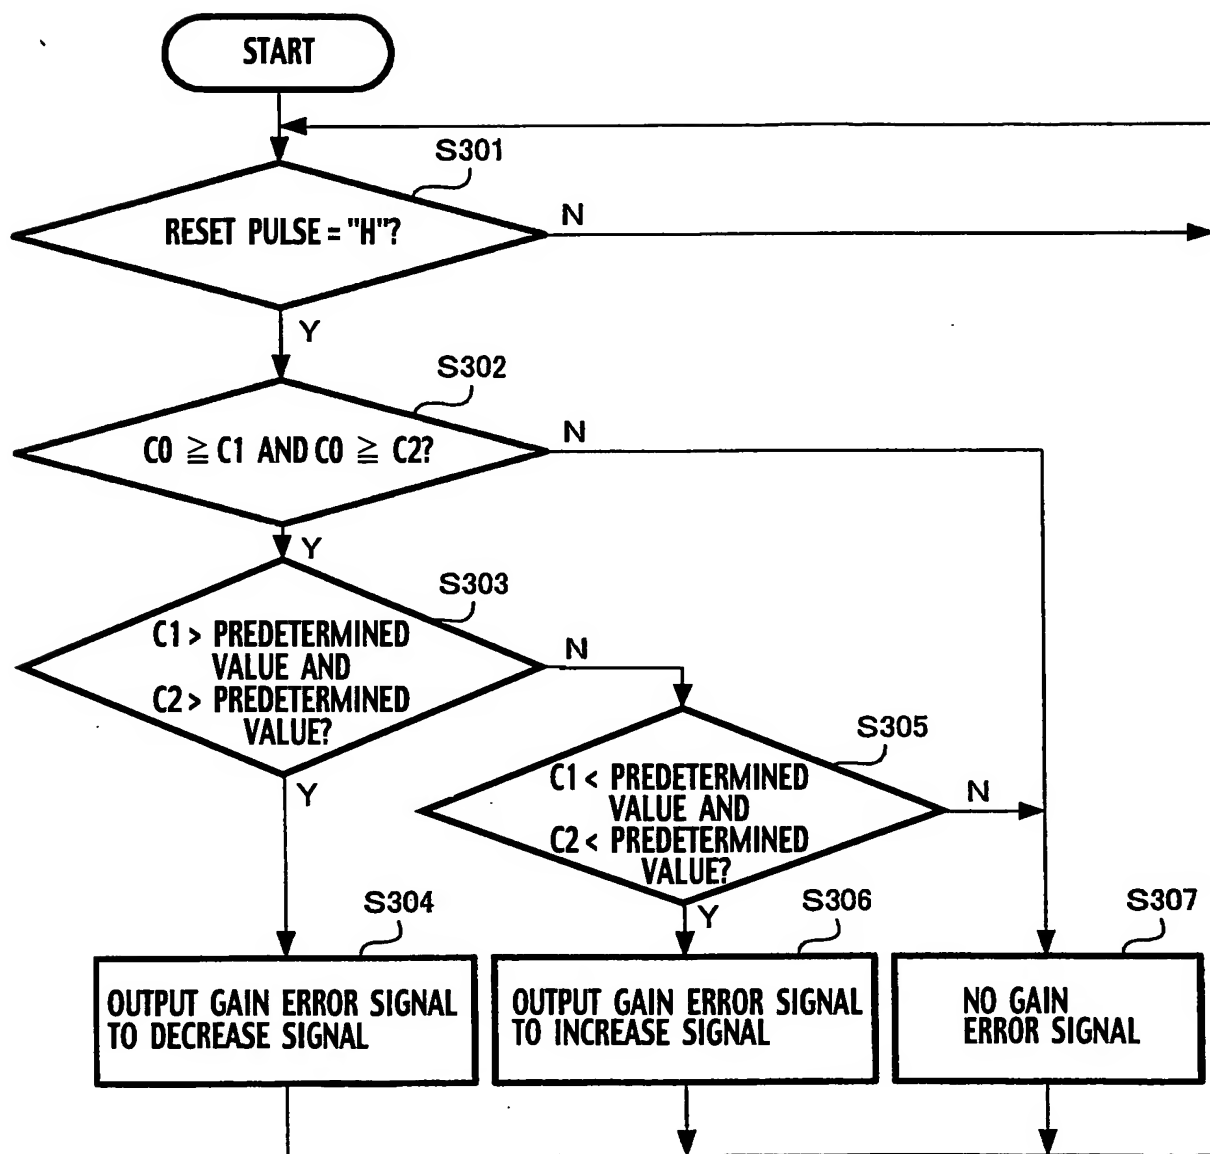 START
S301
RESET PULSE = "H"?
N
Y
S302
C0 ≧ C1 AND C0 ≧ C2?
N
Y
S303
C1 > PREDETERMINED
VALUE AND
C2 > PREDETERMINED
VALUE?
N
Y
S305
C1 < PREDETERMINED
VALUE AND
C2 < PREDETERMINED
VALUE?
N
Y
S304
OUTPUT GAIN ERROR SIGNAL
TO DECREASE SIGNAL
S306
OUTPUT GAIN ERROR SIGNAL
TO INCREASE SIGNAL
S307
NO GAIN
ERROR SIGNAL